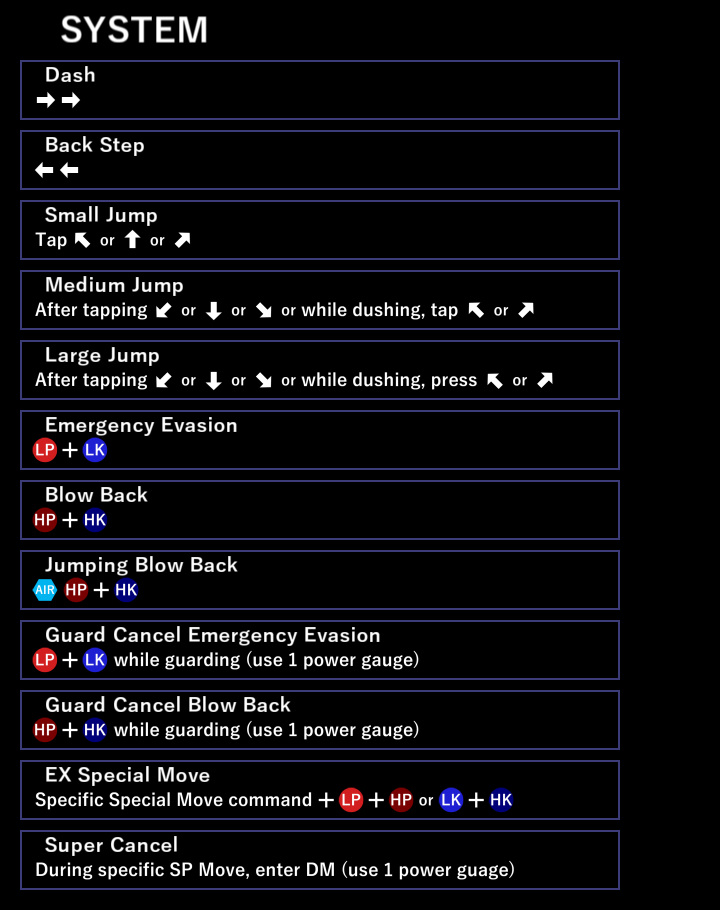 SYSTEM
Dash
➡ ➡
Back Step
⬅ ⬅
Small Jump
Tap ⬉ or ⬆ or ⬈
Medium Jump
After tapping ⬋ or ⬇ or ⬊ or while dushing, tap ⬉ or ⬈
Large Jump
After tapping ⬋ or ⬇ or ⬊ or while dushing, press ⬉ or ⬈
Emergency Evasion
LP + LK
Blow Back
HP + HK
Jumping Blow Back
AIR HP + HK
Guard Cancel Emergency Evasion
LP + LK while guarding (use 1 power gauge)
Guard Cancel Blow Back
HP + HK while guarding (use 1 power gauge)
EX Special Move
Specific Special Move command + LP + HP or LK + HK
Super Cancel
During specific SP Move, enter DM (use 1 power guage)